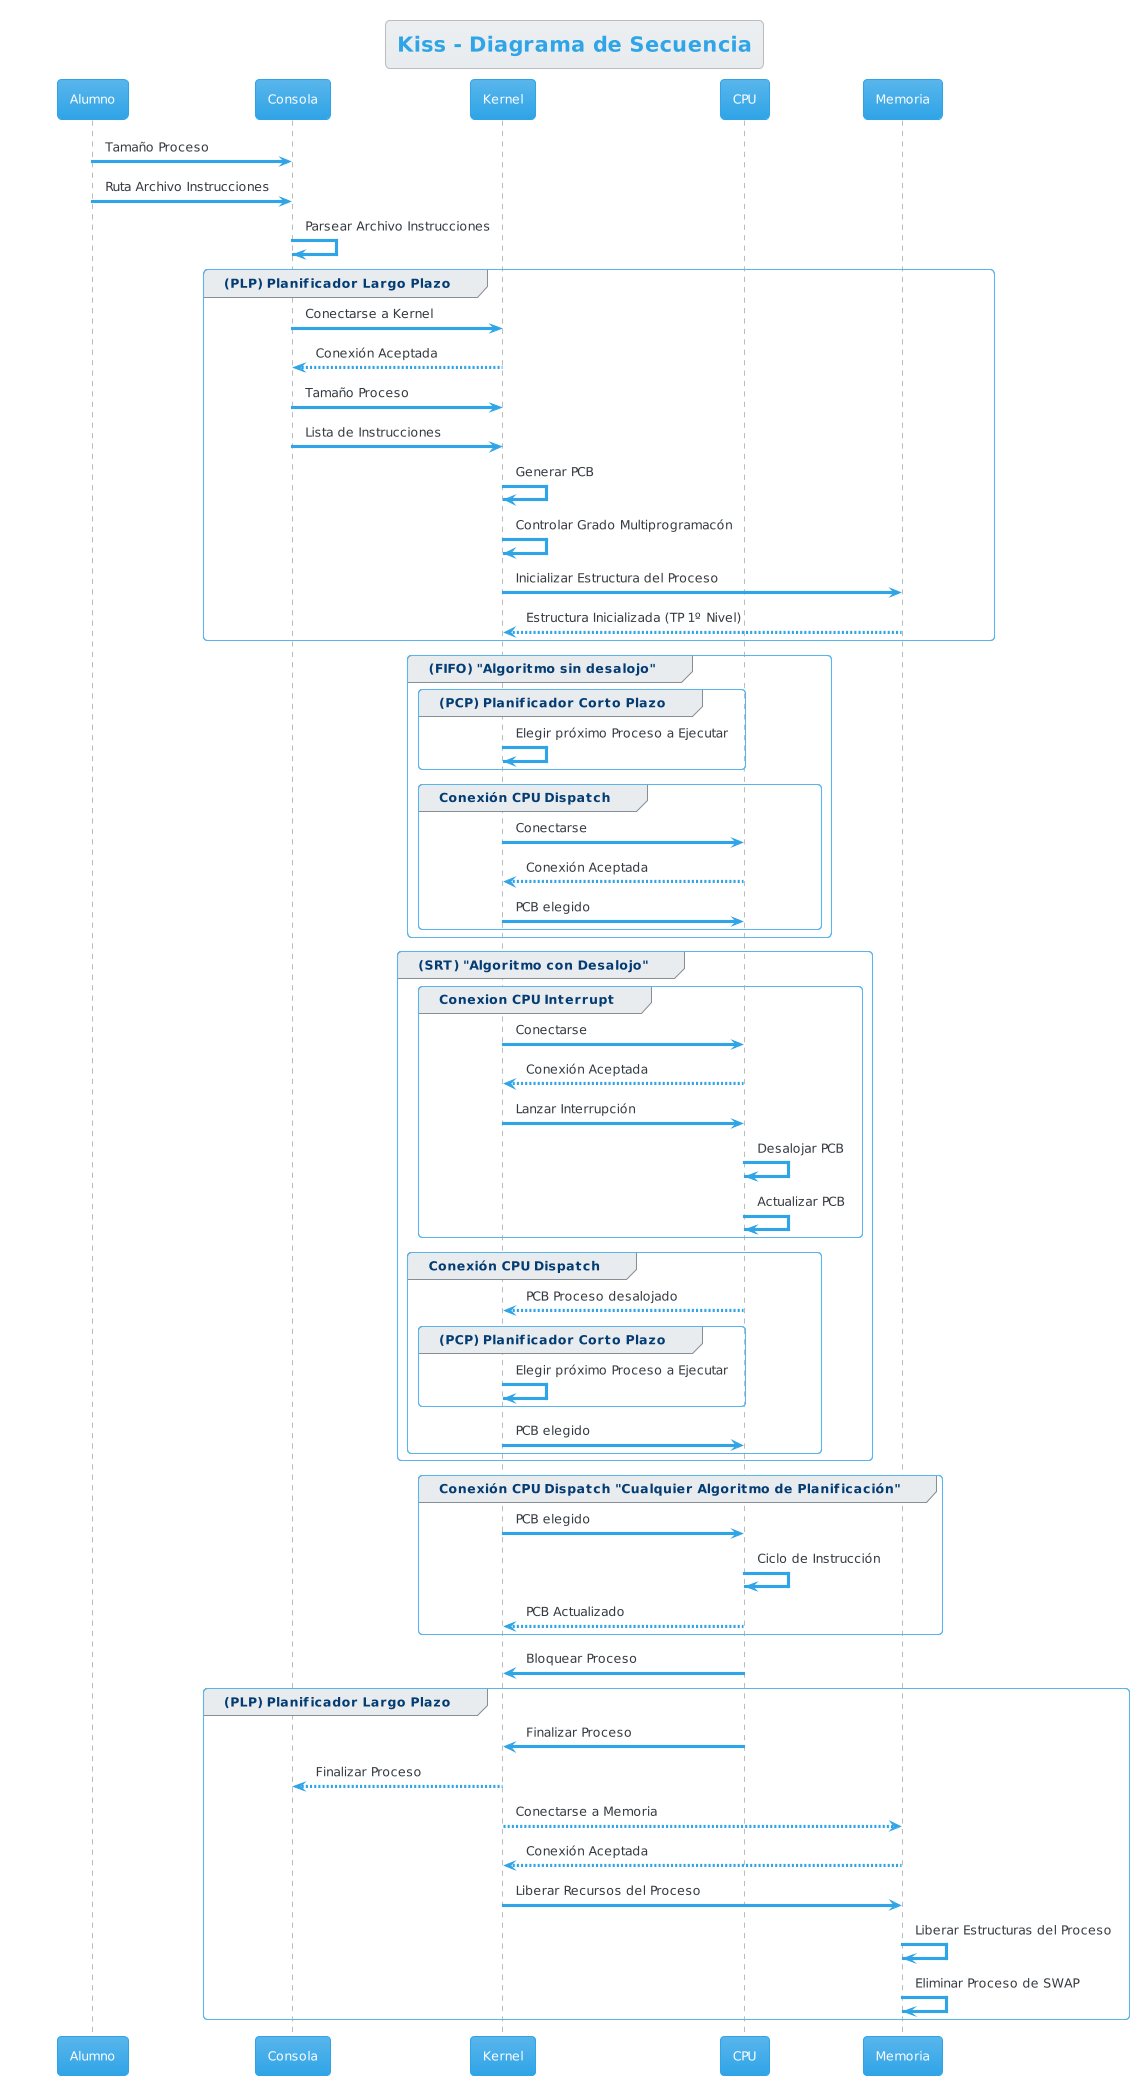 Kiss - Diagrama de Secuencia
Alumno Consola Kernel CPU Memoria
Tamaño Proceso
Ruta Archivo Instrucciones
Parsear Archivo Instrucciones
(PLP) Planificador Largo Plazo
Conectarse a Kernel
Conexión Aceptada
Tamaño Proceso
Lista de Instrucciones
Generar PCB
Controlar Grado Multiprogramacón
Inicializar Estructura del Proceso
Estructura Inicializada (TP 1º Nivel)
(FIFO) "Algoritmo sin desalojo"
(PCP) Planificador Corto Plazo
Elegir próximo Proceso a Ejecutar
Conexión CPU Dispatch
Conectarse
Conexión Aceptada
PCB elegido
(SRT) "Algoritmo con Desalojo"
Conexion CPU Interrupt
Conectarse
Conexión Aceptada
Lanzar Interrupción
Desalojar PCB
Actualizar PCB
Conexión CPU Dispatch
PCB Proceso desalojado
(PCP) Planificador Corto Plazo
Elegir próximo Proceso a Ejecutar
PCB elegido
Conexión CPU Dispatch "Cualquier Algoritmo de Planificación"
PCB elegido
Ciclo de Instrucción
PCB Actualizado
Bloquear Proceso
(PLP) Planificador Largo Plazo
Finalizar Proceso
Finalizar Proceso
Conectarse a Memoria
Conexión Aceptada
Liberar Recursos del Proceso
Liberar Estructuras del Proceso
Eliminar Proceso de SWAP
Alumno Consola Kernel CPU Memoria